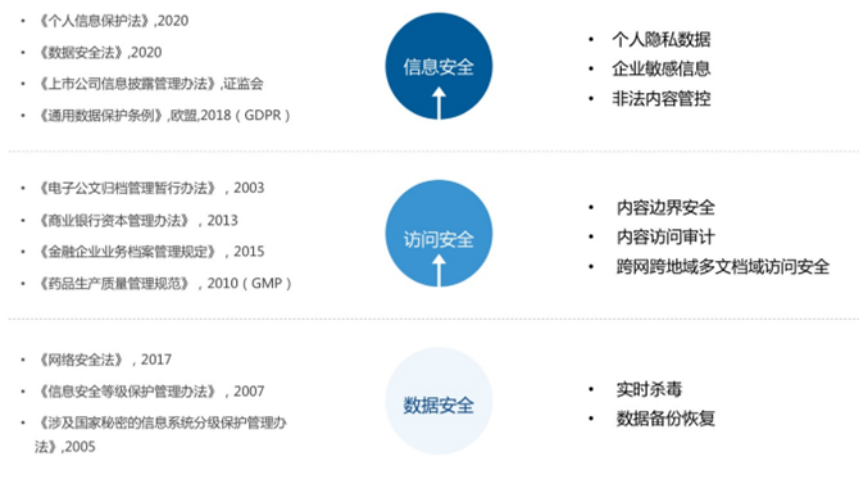 • 《个人信息保护法》,2020
• 《数据安全法》,2020
• 《上市公司信息披露管理办法》,证监会
• 《通用数据保护条例》,欧盟,2018（GDPR）
信息安全
• 个人隐私数据
• 企业敏感信息
• 非法内容管控
• 《电子公文归档管理暂行办法》，2003
• 《商业银行资本管理办法》，2013
• 《金融企业业务档案管理规定》，2015
• 《药品生产质量管理规范》，2010（GMP）
访问安全
• 内容边界安全
• 内容访问审计
• 跨网跨地域多文档域访问安全
• 《网络安全法》，2017
• 《信息安全等级保护管理办法》，2007
• 《涉及国家秘密的信息系统分级保护管理办
法》,2005
数据安全
• 实时杀毒
• 数据备份恢复